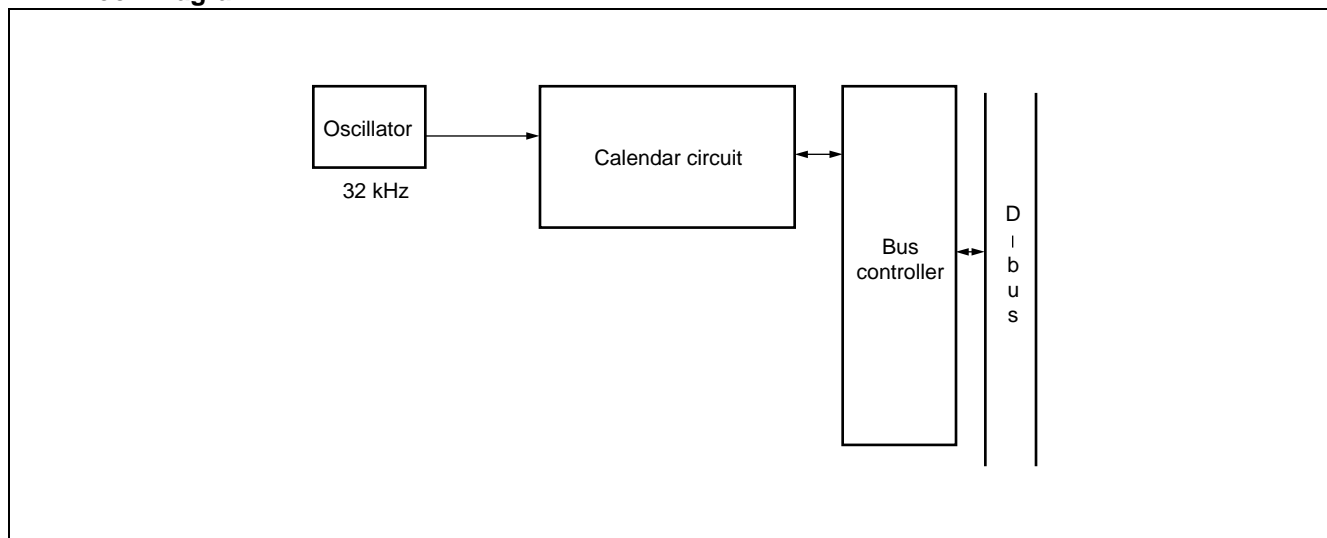 Oscillator
32 kHz
Calendar circuit
Bus
controller
D
I
b
u
s